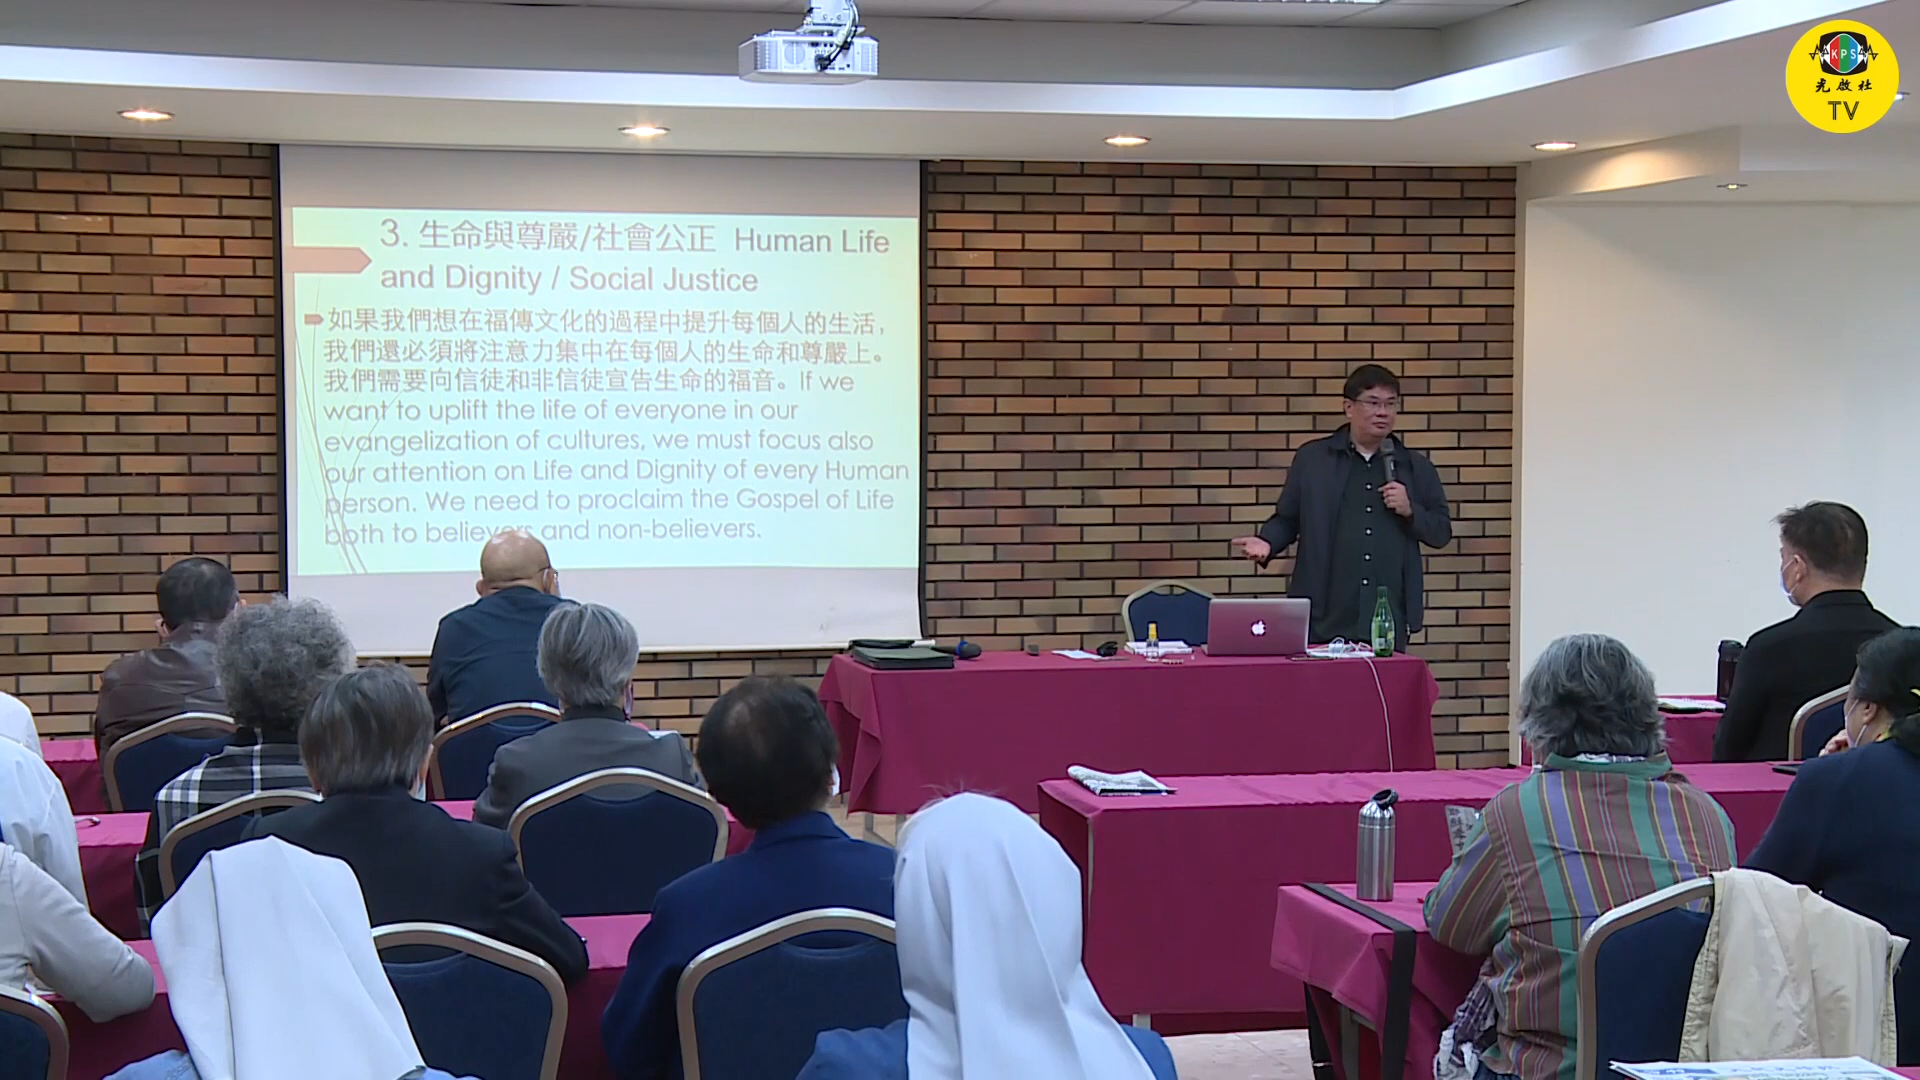 KPS
光啟社
TV
3. 生命與尊嚴/社會公正 Human Life
and Dignity / Social Justice
如果我們想在福傳文化的過程中提升每個人的生活，
我們還必須將注意力集中在每個人的生命和尊嚴上。
我們需要向信徒和非信徒宣告生命的福音。If we
want to uplift the life of everyone in our
evangelization of cultures, we must focus also
our attention on Life and Dignity of every Human
person. We need to proclaim the Gospel of Life
both to believers and non-believers.